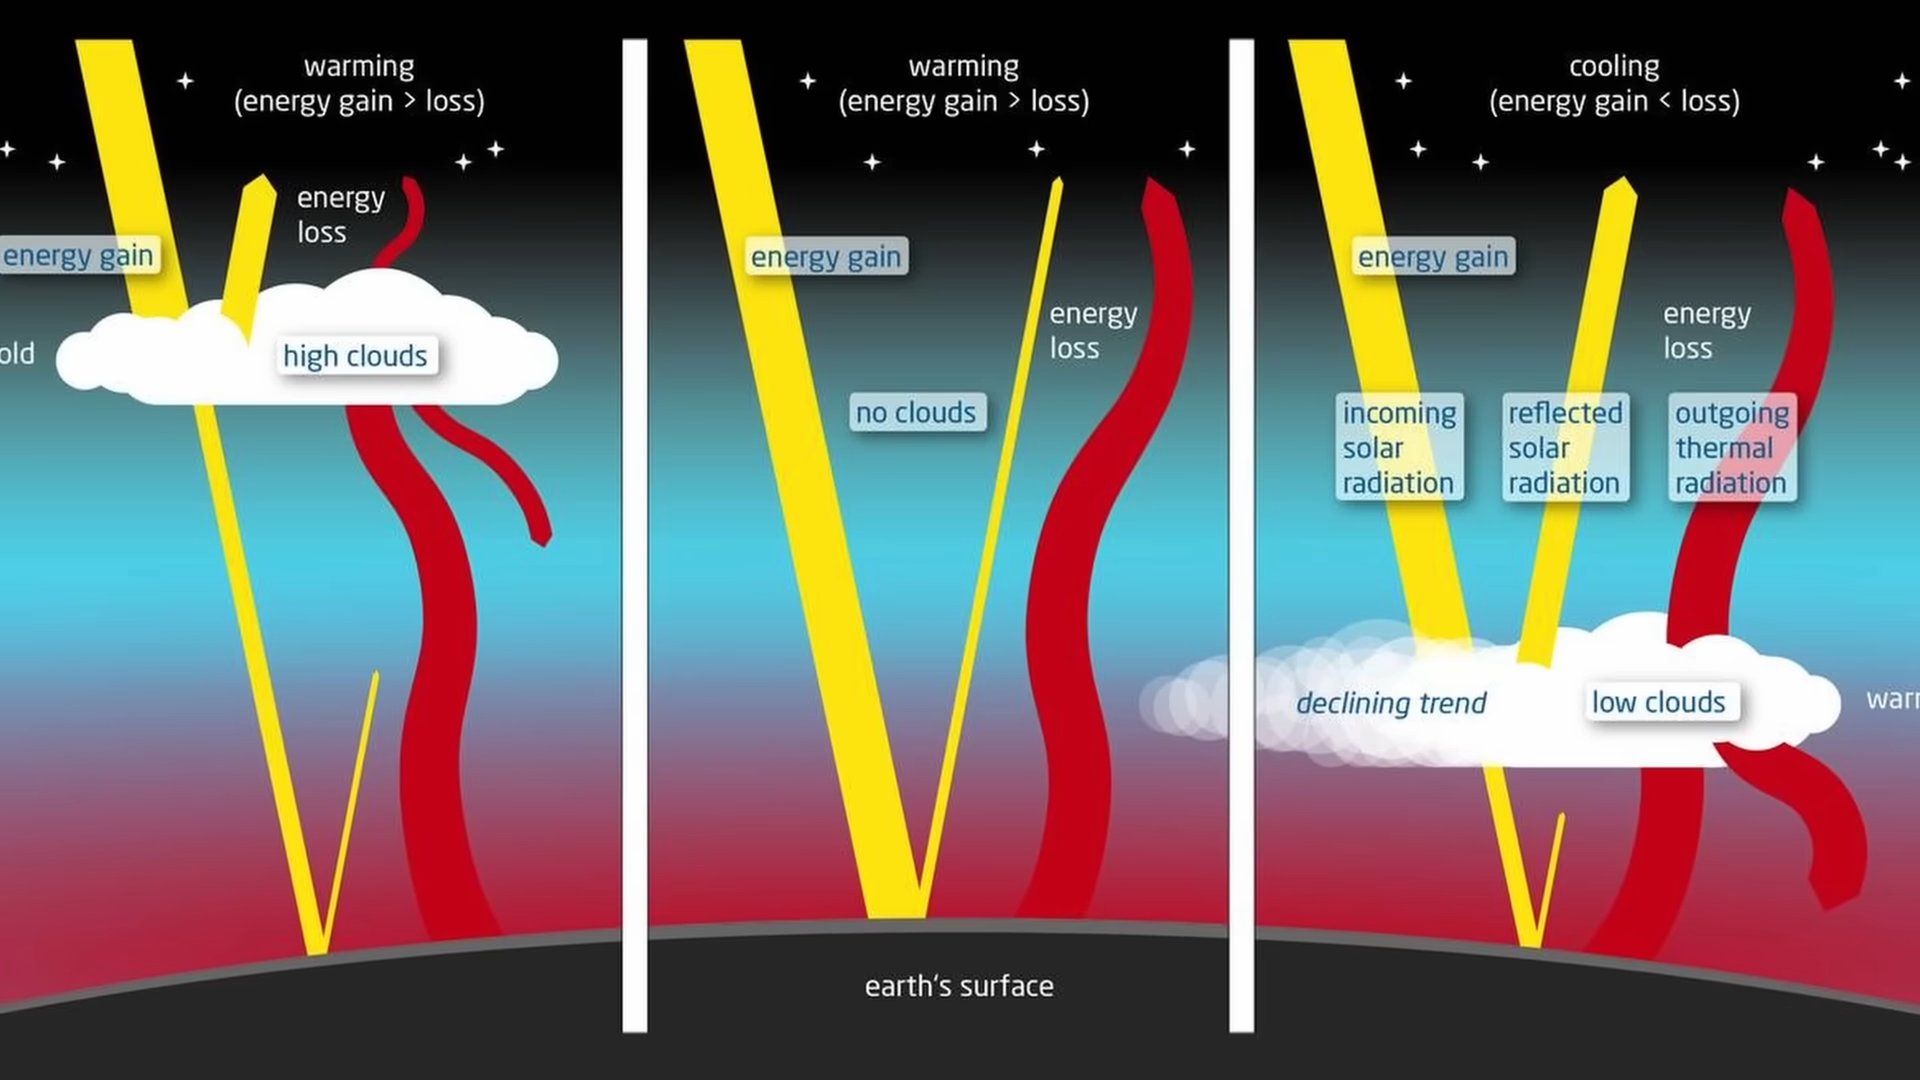 warming
(energy gain > loss)
energy
loss
energy gain
high clouds
old
warming
(energy gain > loss)
energy gain
energy
loss
no clouds
earth's surface
cooling
(energy gain < loss)
energy gain
energy
loss
incoming
solar
radiation
reflected
solar
radiation
outgoing
thermal
radiation
declining trend
low clouds